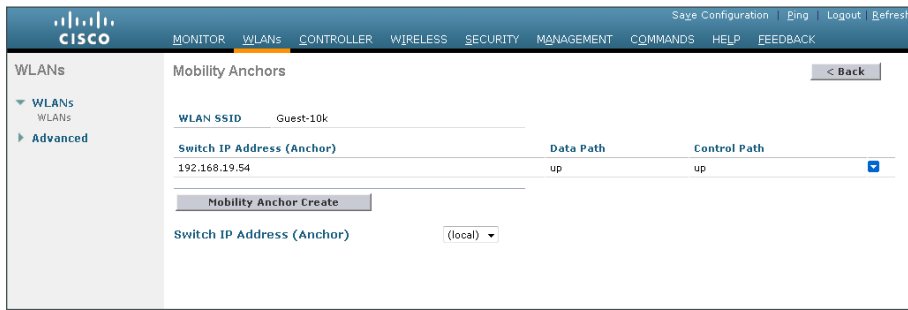 Save Configuration | Ping | Logout | Refresh
CISCO
MONITOR WLANs CONTROLLER WIRELESS SECURITY MANAGEMENT COMMANDS HELP FEEDBACK
WLANs
Mobility Anchors
< Back
WLANs
WLANs
Advanced
WLAN SSID Guest-10k
Switch IP Address (Anchor) Data Path Control Path
192.168.19.54 up up
Mobility Anchor Create
Switch IP Address (Anchor) (local)